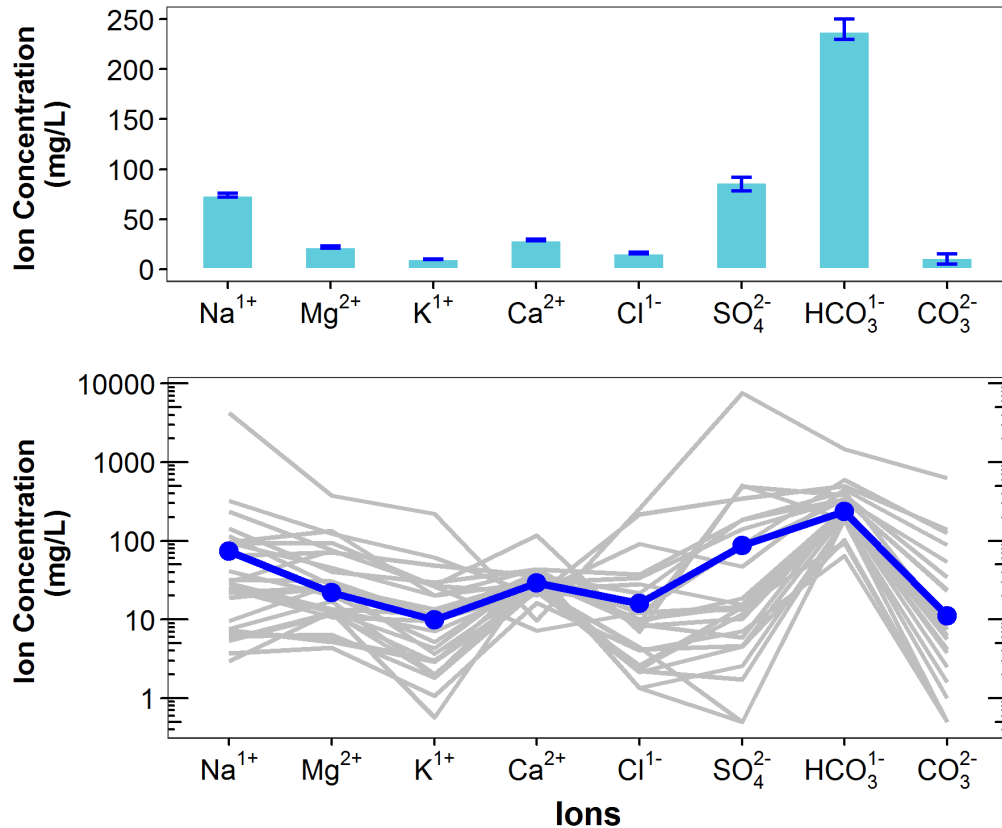 Ion Concentration
(mg/L)
250
200
150
100
50
0
Na¹⁺ Mg²⁺ K¹⁺ Ca²⁺ Cl¹⁻ SO₄²⁻ HCO₃¹⁻ CO₃²⁻
Ion Concentration
(mg/L)
10000
1000
100
10
1
Na¹⁺ Mg²⁺ K¹⁺ Ca²⁺ Cl¹⁻ SO₄²⁻ HCO₃¹⁻ CO₃²⁻
Ions